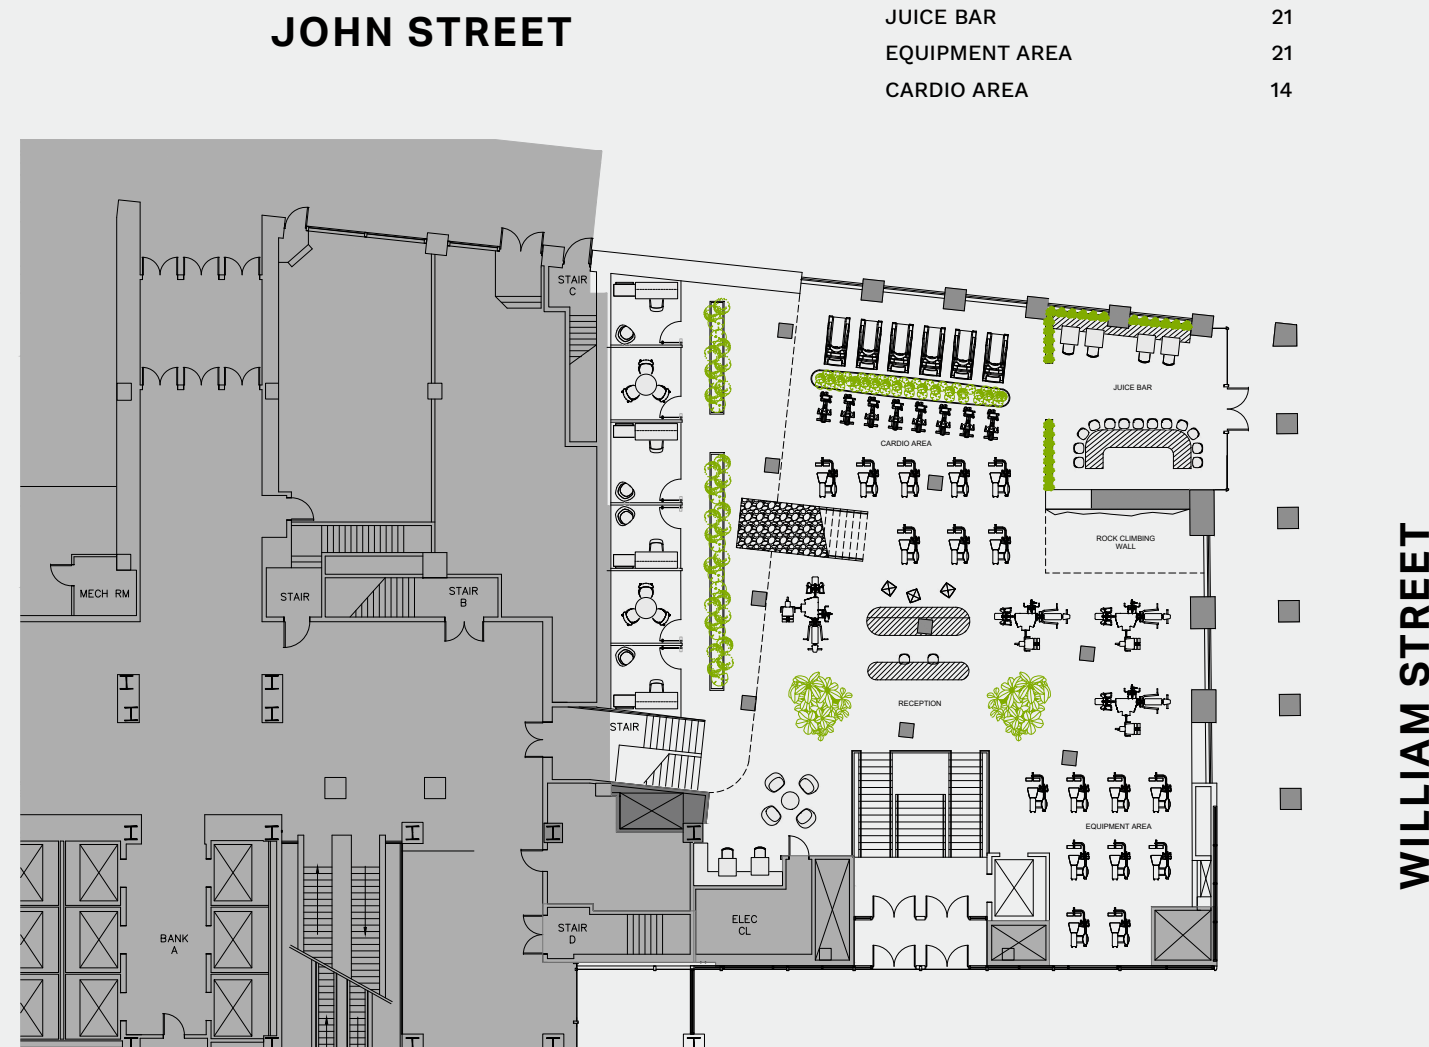 JOHN STREET
JUICE BAR 21
EQUIPMENT AREA 21
CARDIO AREA 14
STAIR
C
JUICE BAR
CARDIO AREA
ROCK CLIMBING
WALL
MECH RM
STAIR
STAIR
B
RECEPTION
STAIR
WILLIAM STREET
EQUIPMENT AREA
ELEC
CL
STAIR
D
BANK
A